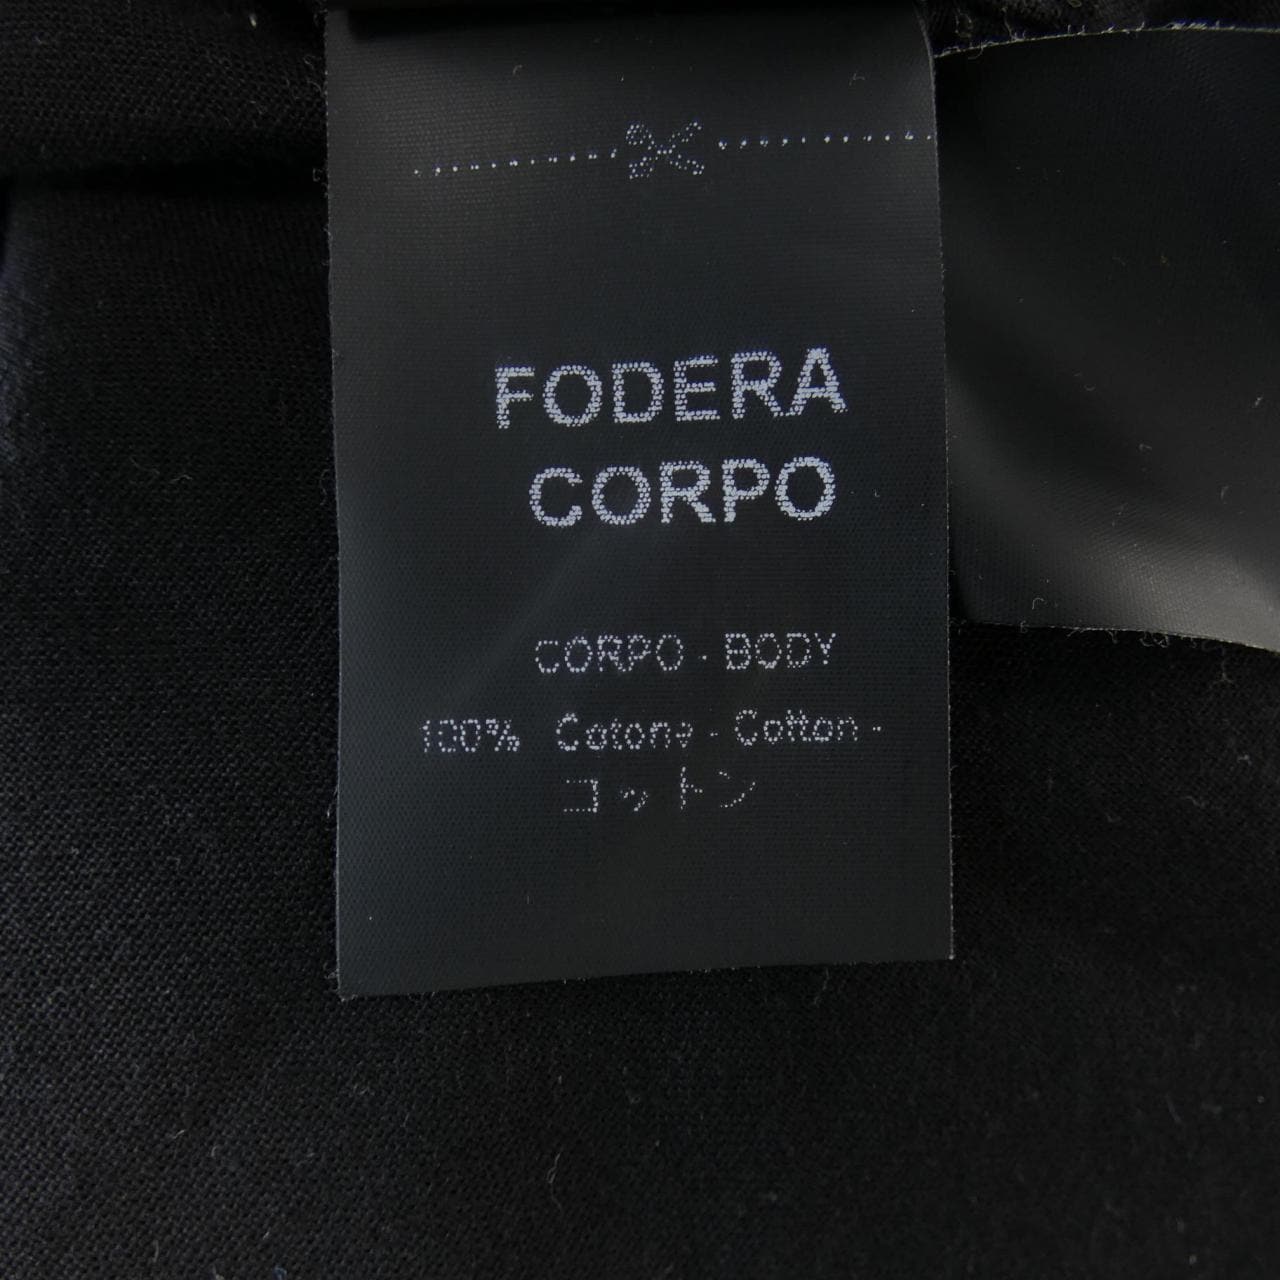 FODERA
CORPO
CORPO - BODY
100% Cotone - Cotton -
コットン